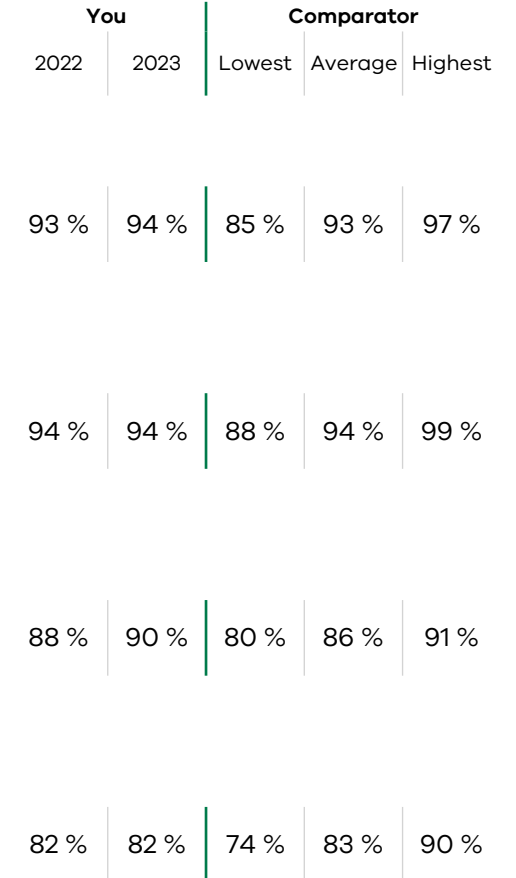 You Comparator
2022 2023 Lowest Average Highest
93 % 94 % 85 % 93 % 97 %
94 % 94 % 88 % 94 % 99 %
88 % 90 % 80 % 86 % 91 %
82 % 82 % 74 % 83 % 90 %